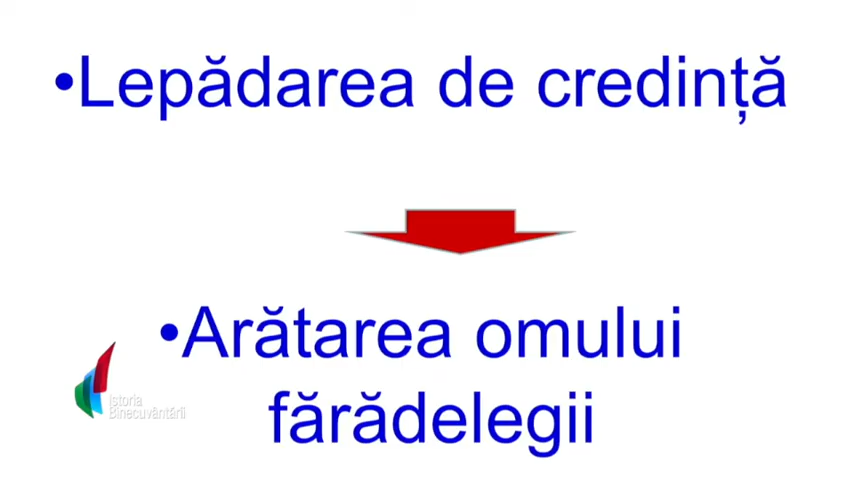 •Lepădarea de credință
•Arătarea omului
fărădelegii
Istoria
Binecuvântării